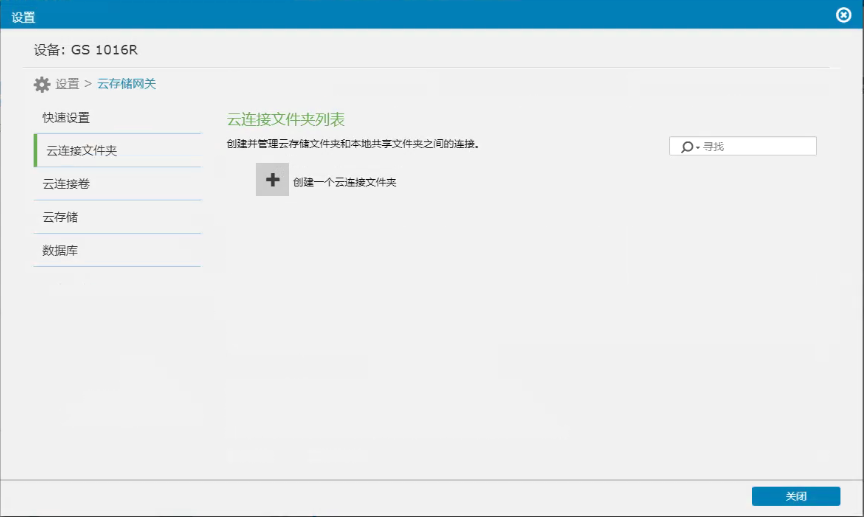 设置
设备: GS 1016R
设置 > 云存储网关
快速设置
云连接文件夹
云连接卷
云存储
数据库
云连接文件夹列表
创建并管理云存储文件夹和本地共享文件夹之间的连接。
寻找
创建一个云连接文件夹
关闭